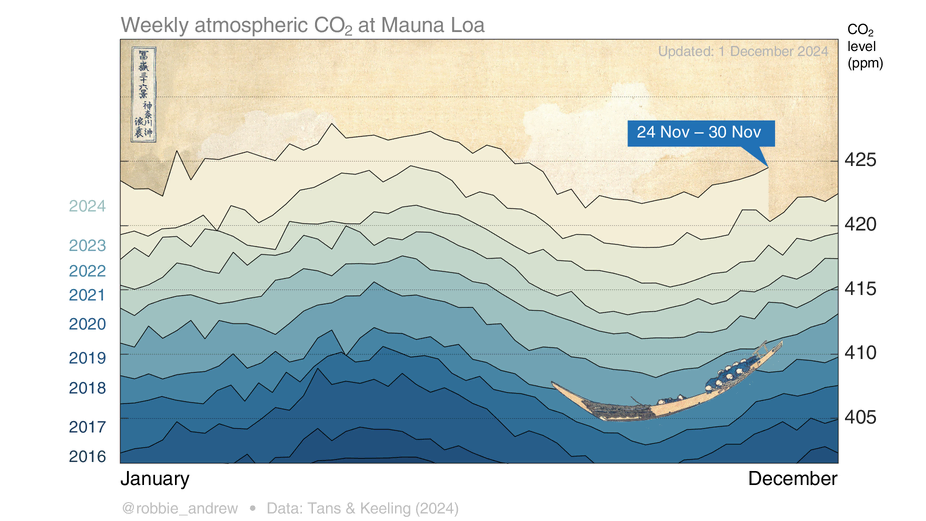 Weekly atmospheric CO₂ at Mauna Loa
CO₂
level
(ppm)
Updated: 1 December 2024
冨嶽三十六景
神奈川沖
浪裏
24 Nov – 30 Nov
425
420
415
410
405
2024
2023
2022
2021
2020
2019
2018
2017
2016
January
December
@robbie_andrew • Data: Tans & Keeling (2024)